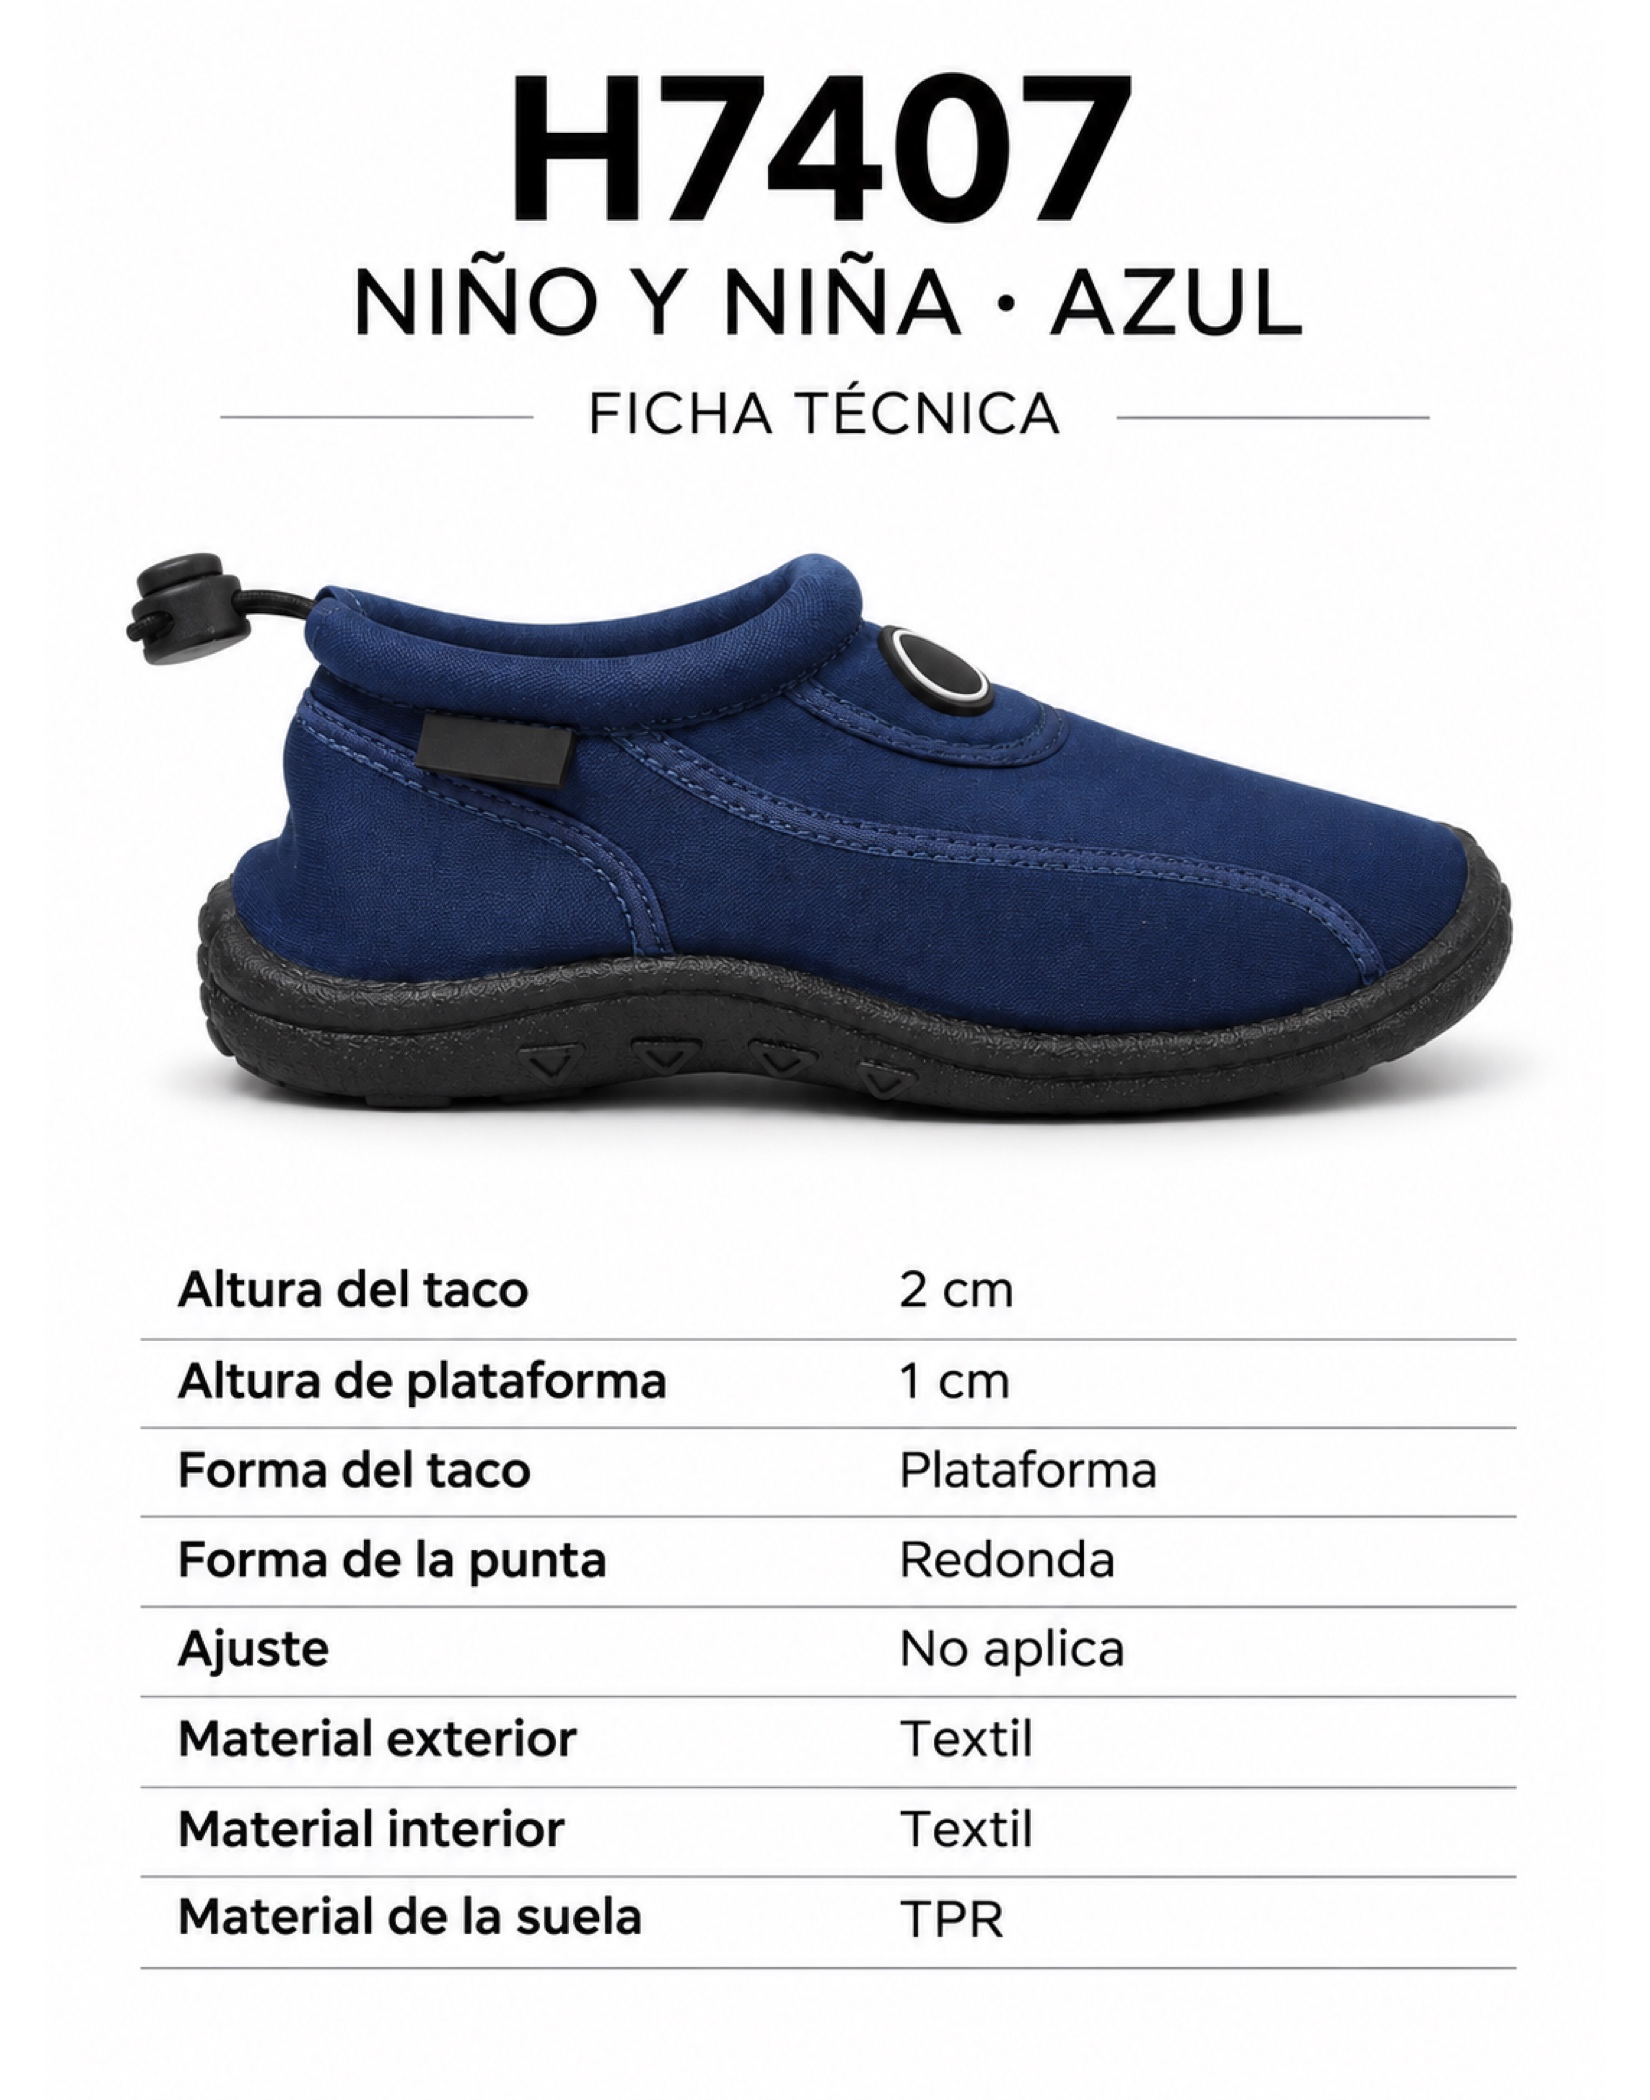 H7407
NIÑO Y NIÑA • AZUL
FICHA TÉCNICA
Altura del taco 2 cm
Altura de plataforma 1 cm
Forma del taco Plataforma
Forma de la punta Redonda
Ajuste No aplica
Material exterior Textil
Material interior Textil
Material de la suela TPR